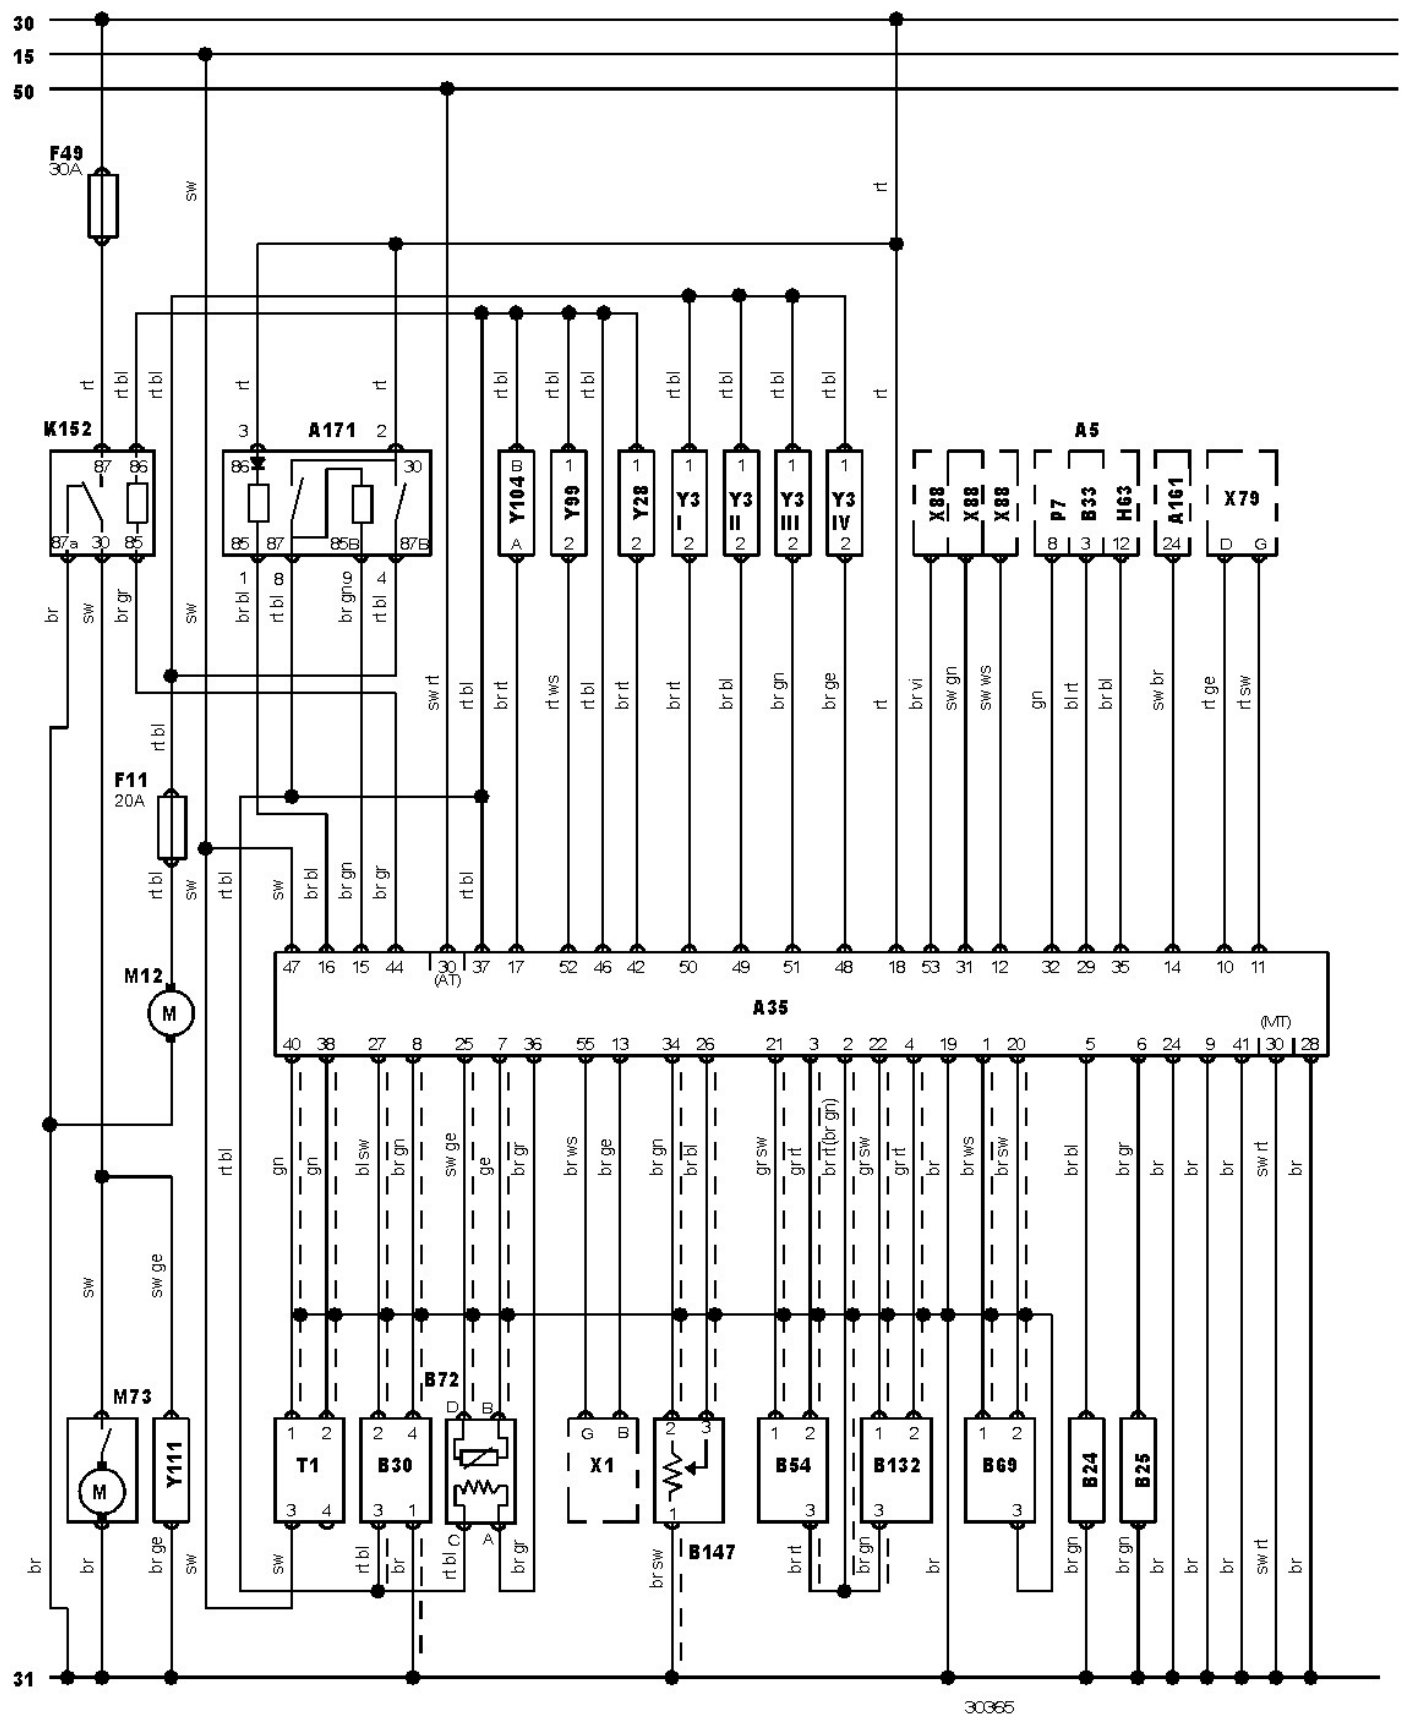 30
15
50
F49
30A
sw
rt
rt
rt bl
rt bl
rt
rt
rt bl
rt bl
rt bl
rt bl
rt bl
rt bl
rt bl
rt
K152
3
A171
2
A5
87
86
86
30
B
1
1
1
1
1
1
Y104
Y99
Y28
Y3
I
Y3
II
Y3
III
Y3
IV
X88
X88
X88
P7
B33
H63
A161
X79
87a
30
85
85
87
85B
87B
A
2
2
2
2
2
2
8
3
12
24
D
G
1
8
9
4
br
sw
br gr
sw
br bl
rt bl
br gn
rt bl
sw rt
rt bl
br rt
rt ws
rt bl
br rt
br rt
br bl
br gn
br ge
rt
br vi
sw gn
sw ws
gn
bl rt
br bl
sw br
rt ge
rt sw
rt bl
F11
20A
rt bl
sw
rt bl
sw
br bl
br gn
br gr
rt bl
M12
M
47
16
15
44
30
(AT)
37
17
52
46
42
50
49
51
48
18
53
31
12
32
29
35
14
10
11
A35
(MT)
40
38
27
8
25
7
36
55
13
34
26
21
3
2
22
4
19
1
20
5
6
24
9
41
30
28
rt bl
gn
gn
bl sw
br gn
sw ge
ge
br gr
br ws
br ge
br gn
br bl
gr sw
gr rt
br rt(br gn)
gr sw
gr rt
br
br ws
br sw
br bl
br gr
br
br
br
sw rt
br
sw
sw ge
M73
B72
D
B
M
Y111
1
2
T1
3
4
2
4
B30
3
1
C
A
G
B
X1
2
3
1
B147
1
2
B54
3
1
2
B132
3
1
2
B69
3
B24
B25
br
br
br ge
sw
sw
rt bl
br
rt bl
br gr
br sw
br rt
br gn
br
br gn
br gn
br
br
br
sw rt
br
31
30365